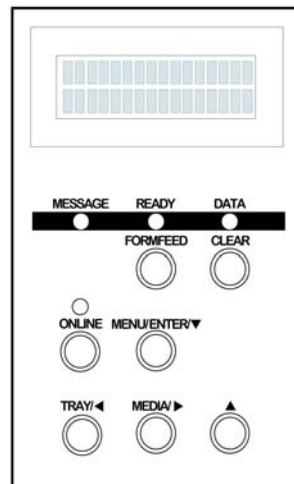 MESSAGE READY DATA
FORMFEED CLEAR
ONLINE MENU/ENTER/▼
TRAY/◀ MEDIA/▶ ▲